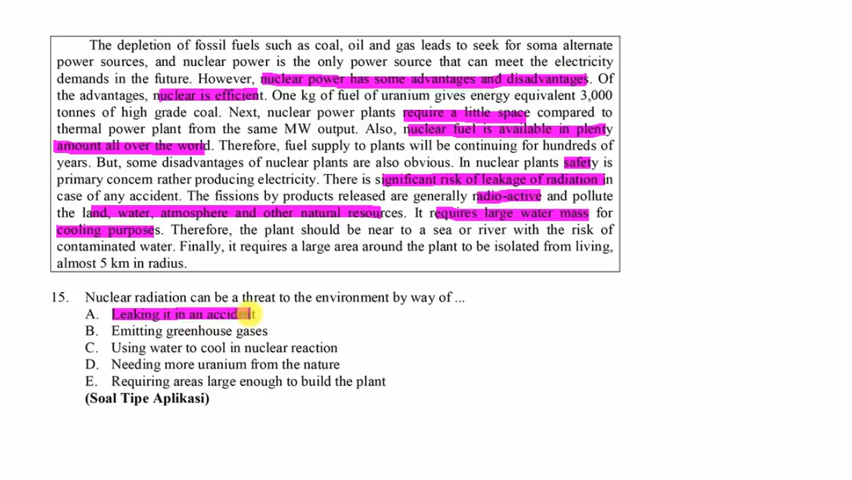 The depletion of fossil fuels such as coal, oil and gas leads to seek for soma alternate
power sources, and nuclear power is the only power source that can meet the electricity
demands in the future. However, nuclear power has some advantages and disadvantages. Of
the advantages, nuclear is efficient. One kg of fuel of uranium gives energy equivalent 3,000
tonnes of high grade coal. Next, nuclear power plants require a little space compared to
thermal power plant from the same MW output. Also, nuclear fuel is available in plenty
amount all over the world. Therefore, fuel supply to plants will be continuing for hundreds of
years. But, some disadvantages of nuclear plants are also obvious. In nuclear plants safety is
primary concern rather producing electricity. There is significant risk of leakage of radiation in
case of any accident. The fissions by products released are generally radio-active and pollute
the land, water, atmosphere and other natural resources. It requires large water mass for
cooling purposes. Therefore, the plant should be near to a sea or river with the risk of
contaminated water. Finally, it requires a large area around the plant to be isolated from living,
almost 5 km in radius.
15. Nuclear radiation can be a threat to the environment by way of ...
A. Leaking it in an accident
B. Emitting greenhouse gases
C. Using water to cool in nuclear reaction
D. Needing more uranium from the nature
E. Requiring areas large enough to build the plant
(Soal Tipe Aplikasi)